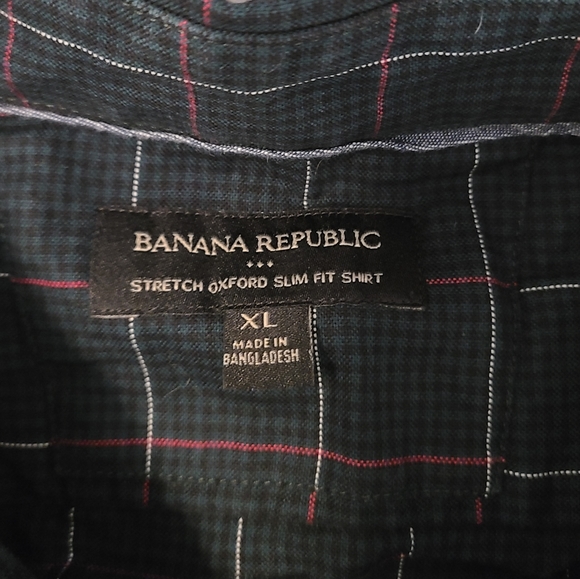 BANANA REPUBLIC
STRETCH OXFORD SLIM FIT SHIRT
XL
MADE IN
BANGLADESH